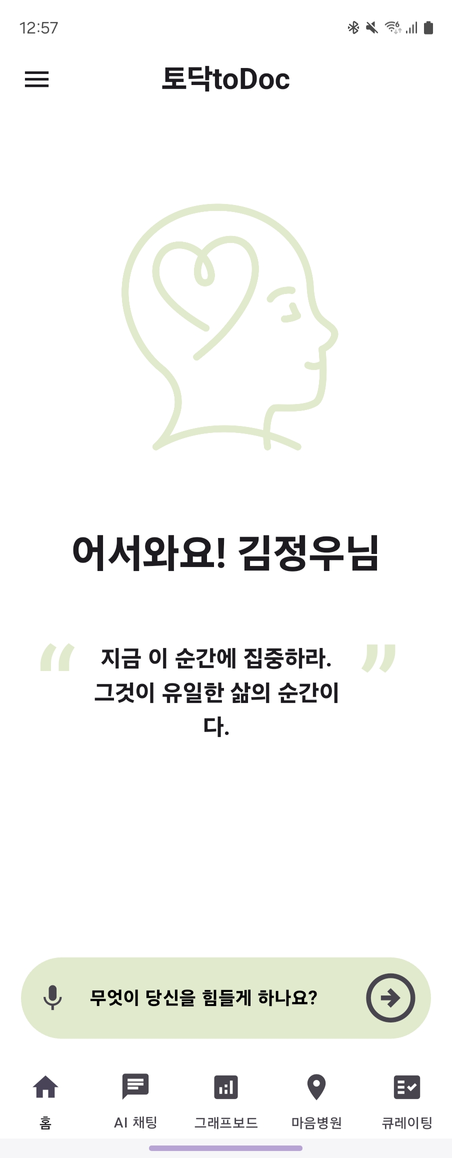 12:57
토닥toDoc
어서와요! 김정우님
“ 지금 이 순간에 집중하라. ”
그것이 유일한 삶의 순간이
다.
무엇이 당신을 힘들게 하나요?
홈 AI 채팅 그래프보드 마음병원 큐레이팅